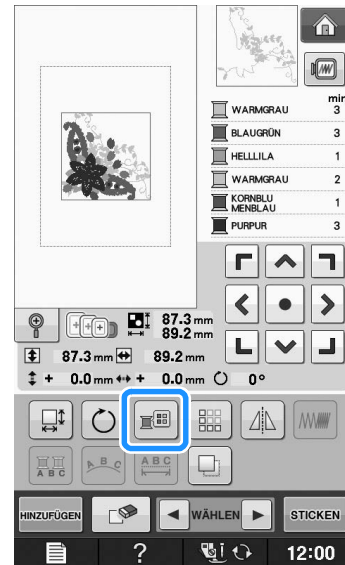 min
WARMGRAU 3
BLAUGRÜN 3
HELLLILA 1
WARMGRAU 2
KORNBLU
MENBLAU 1
PURPUR 3
87.3 mm
89.2 mm
87.3 mm 89.2 mm
+ 0.0 mm + 0.0 mm 0°
A B C A B C A B C
HINZUFÜGEN WÄHLEN STICKEN
? 12:00